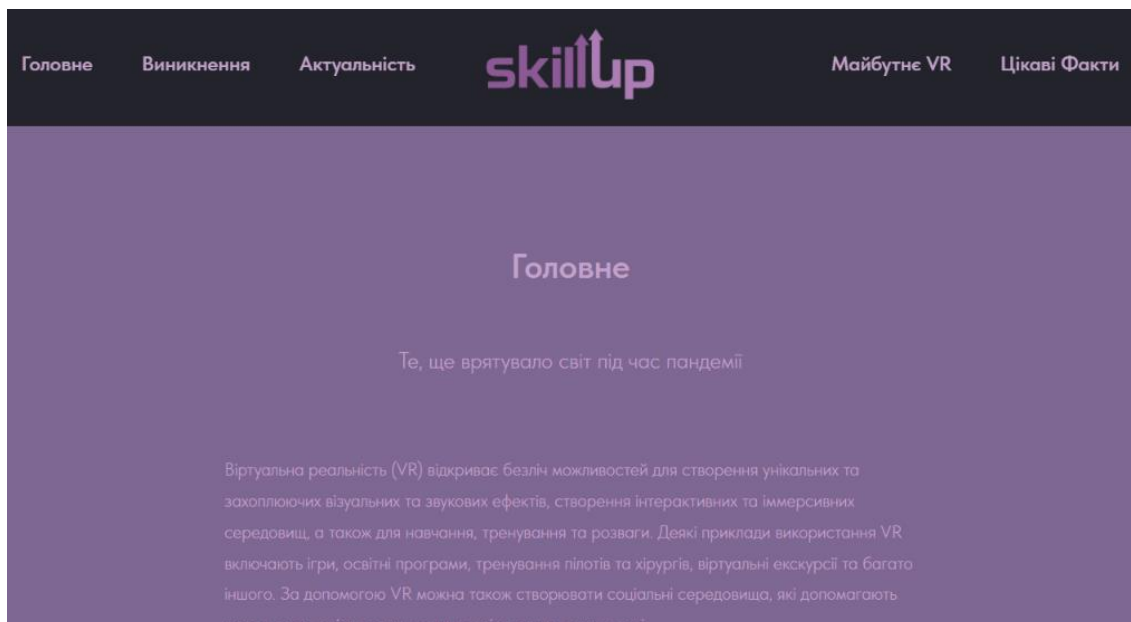 Головне Виникнення Актуальність skillup Майбутнє VR Цікаві Факти
Головне
Те, ще врятувало світ під час пандемії
Віртуальна реальність (VR) відкриває безліч можливостей для створення унікальних та
захоплюючих візуальних та звукових ефектів, створення інтерактивних та іммерсивних
середовищ, а також для навчання, тренування та розваги. Деякі приклади використання VR
включають ігри, освітні програми, тренування пілотів та хірургів, віртуальні екскурсії та багато
іншого. За допомогою VR можна також створювати соціальні середовища, які допомагають